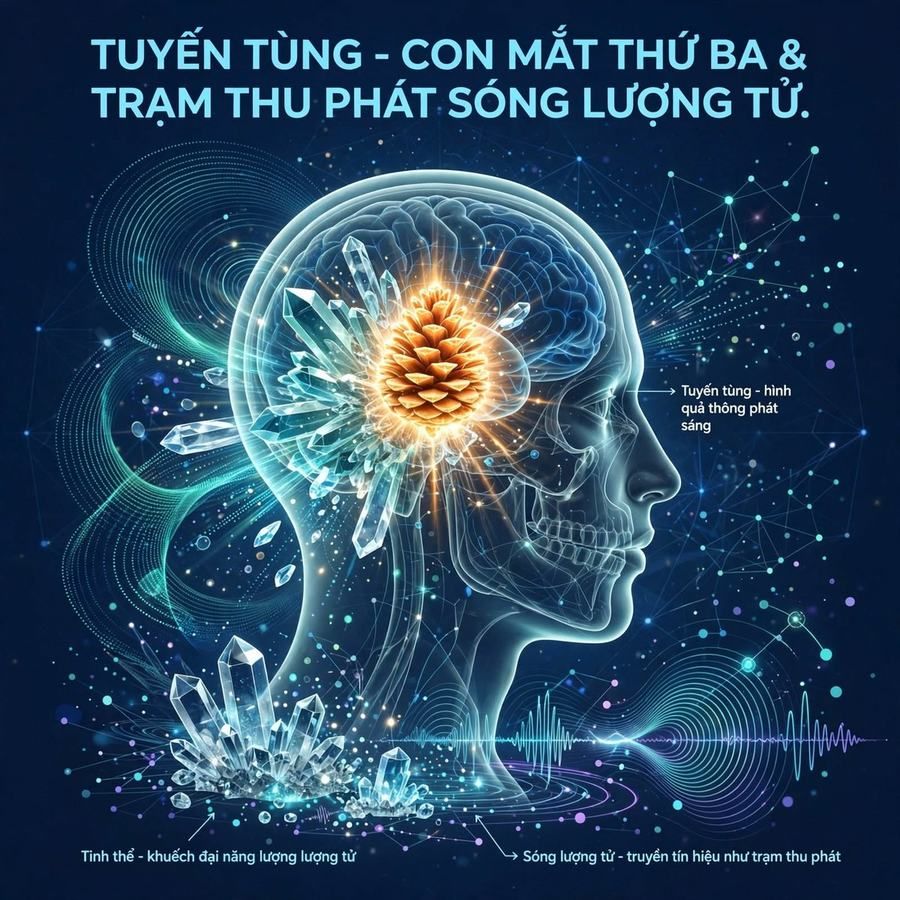 TUYẾN TÙNG - CON MẮT THỨ BA &
TRẠM THU PHÁT SÓNG LƯỢNG TỬ.
Tuyến tùng - hình
quả thông phát
sáng
Tinh thể - khuếch đại năng lượng lượng tử
Sóng lượng tử - truyền tín hiệu như trạm thu phát